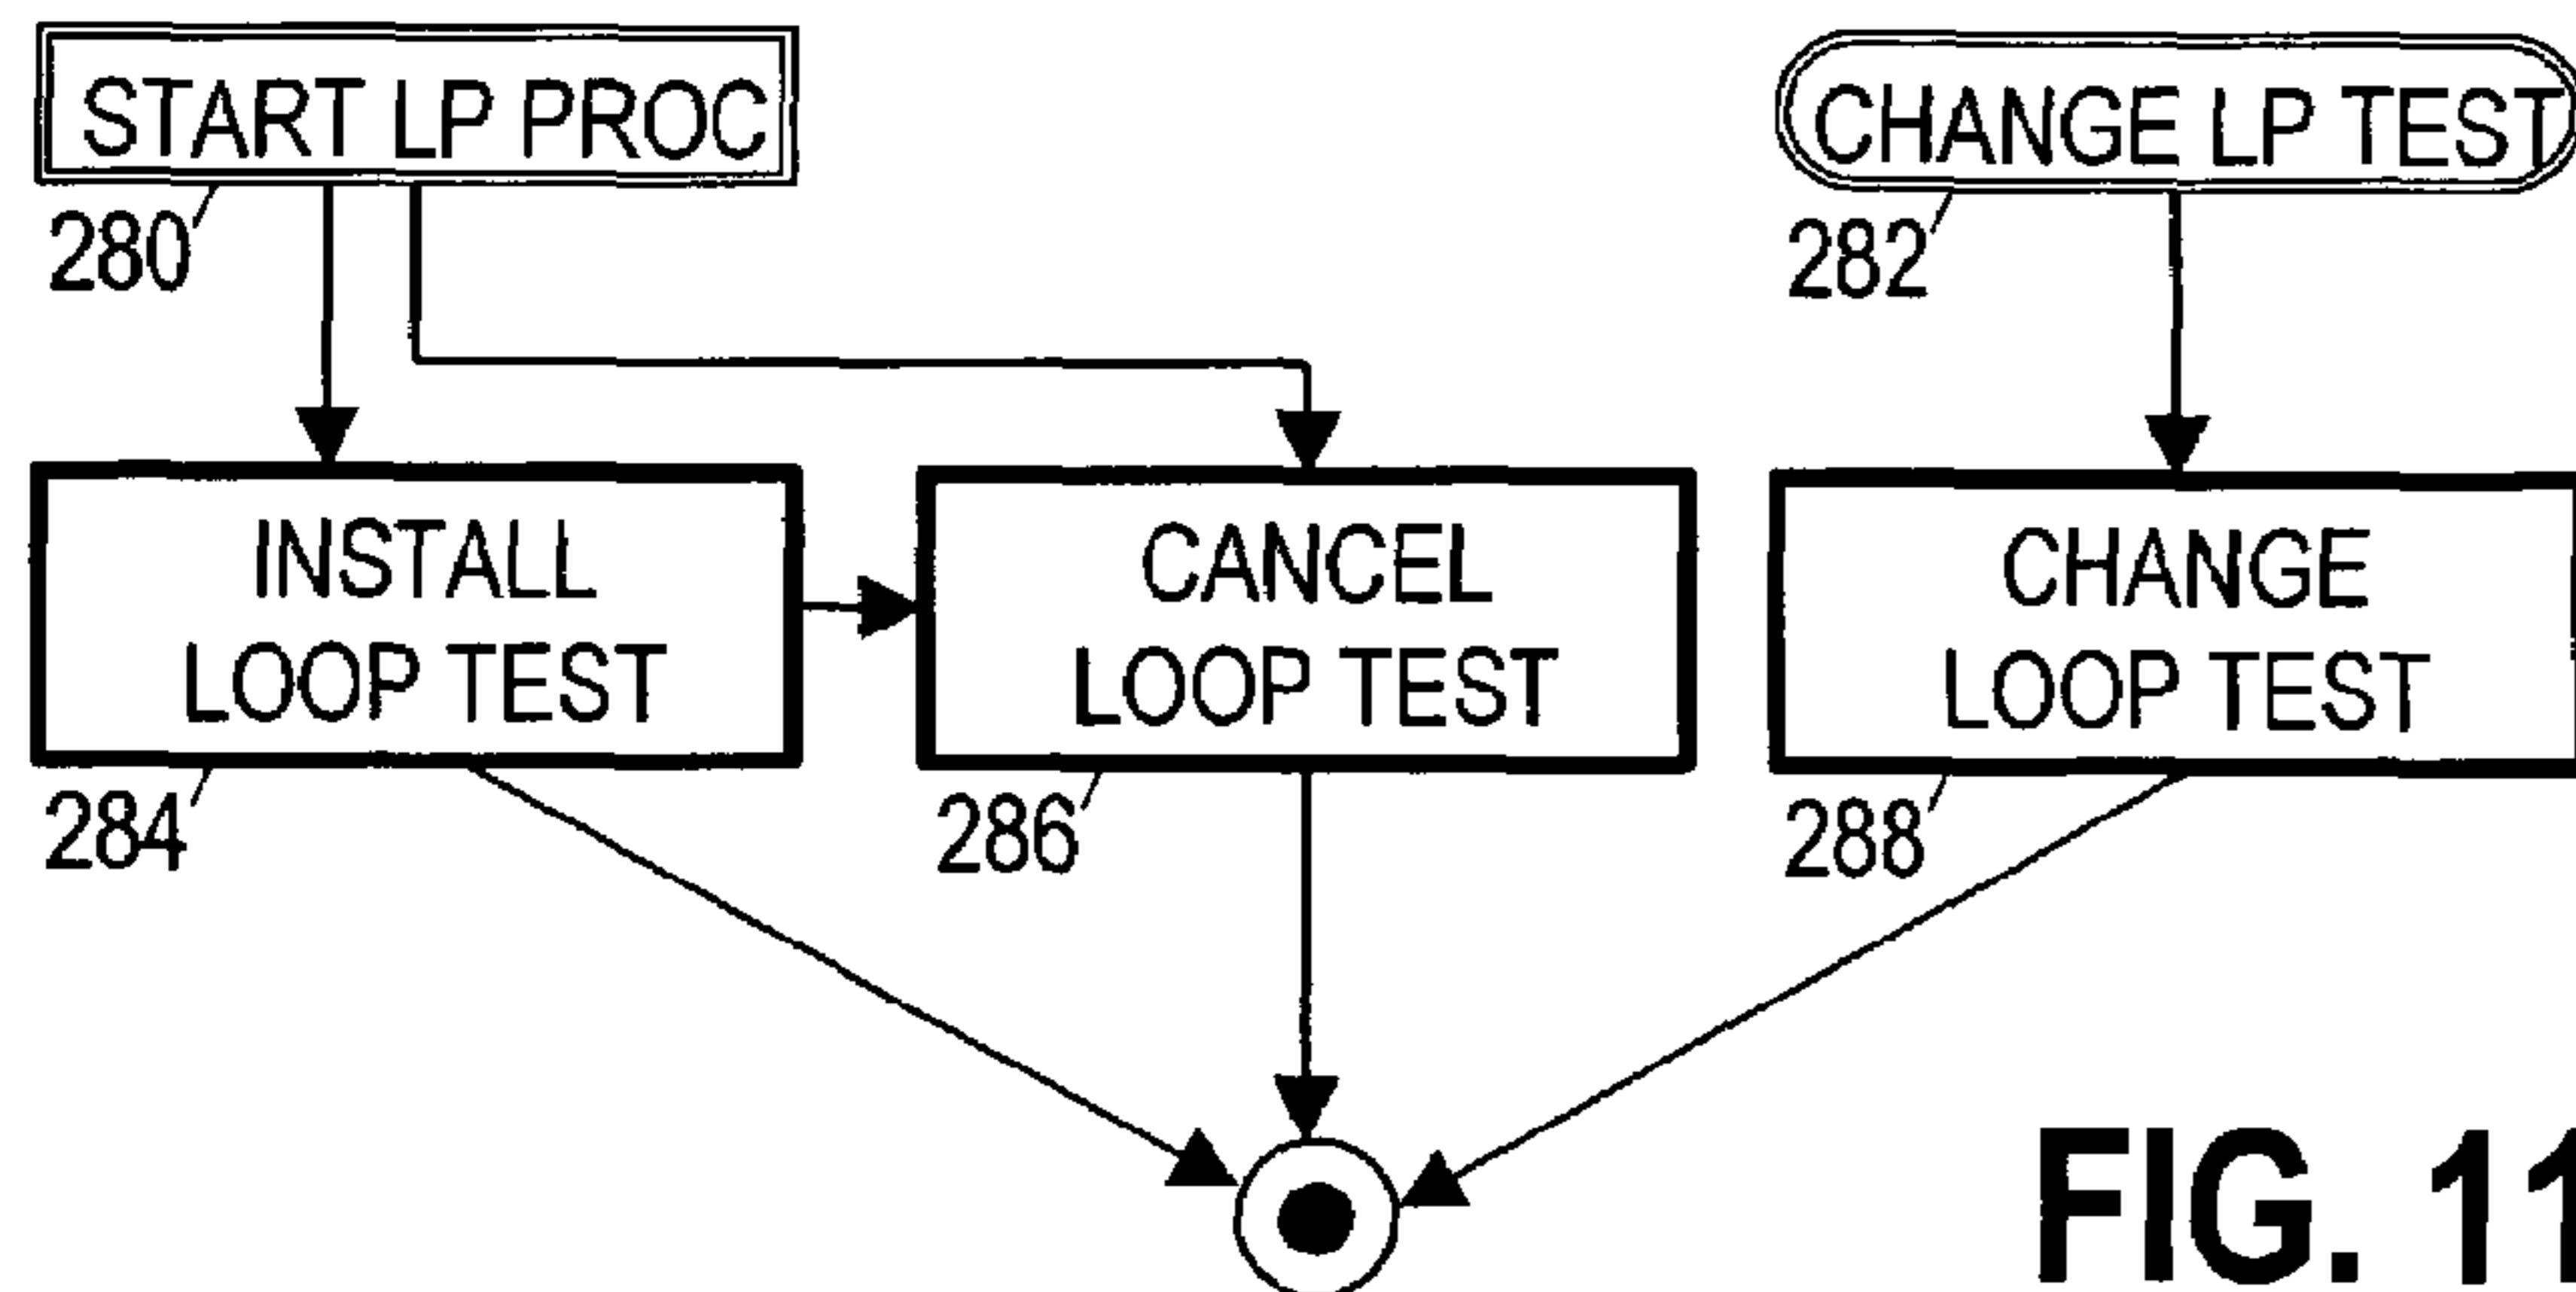 START LP PROC
CHANGE LP TEST
280
282
INSTALL
LOOP TEST
CANCEL
LOOP TEST
CHANGE
LOOP TEST
284
286
288
FIG. 11